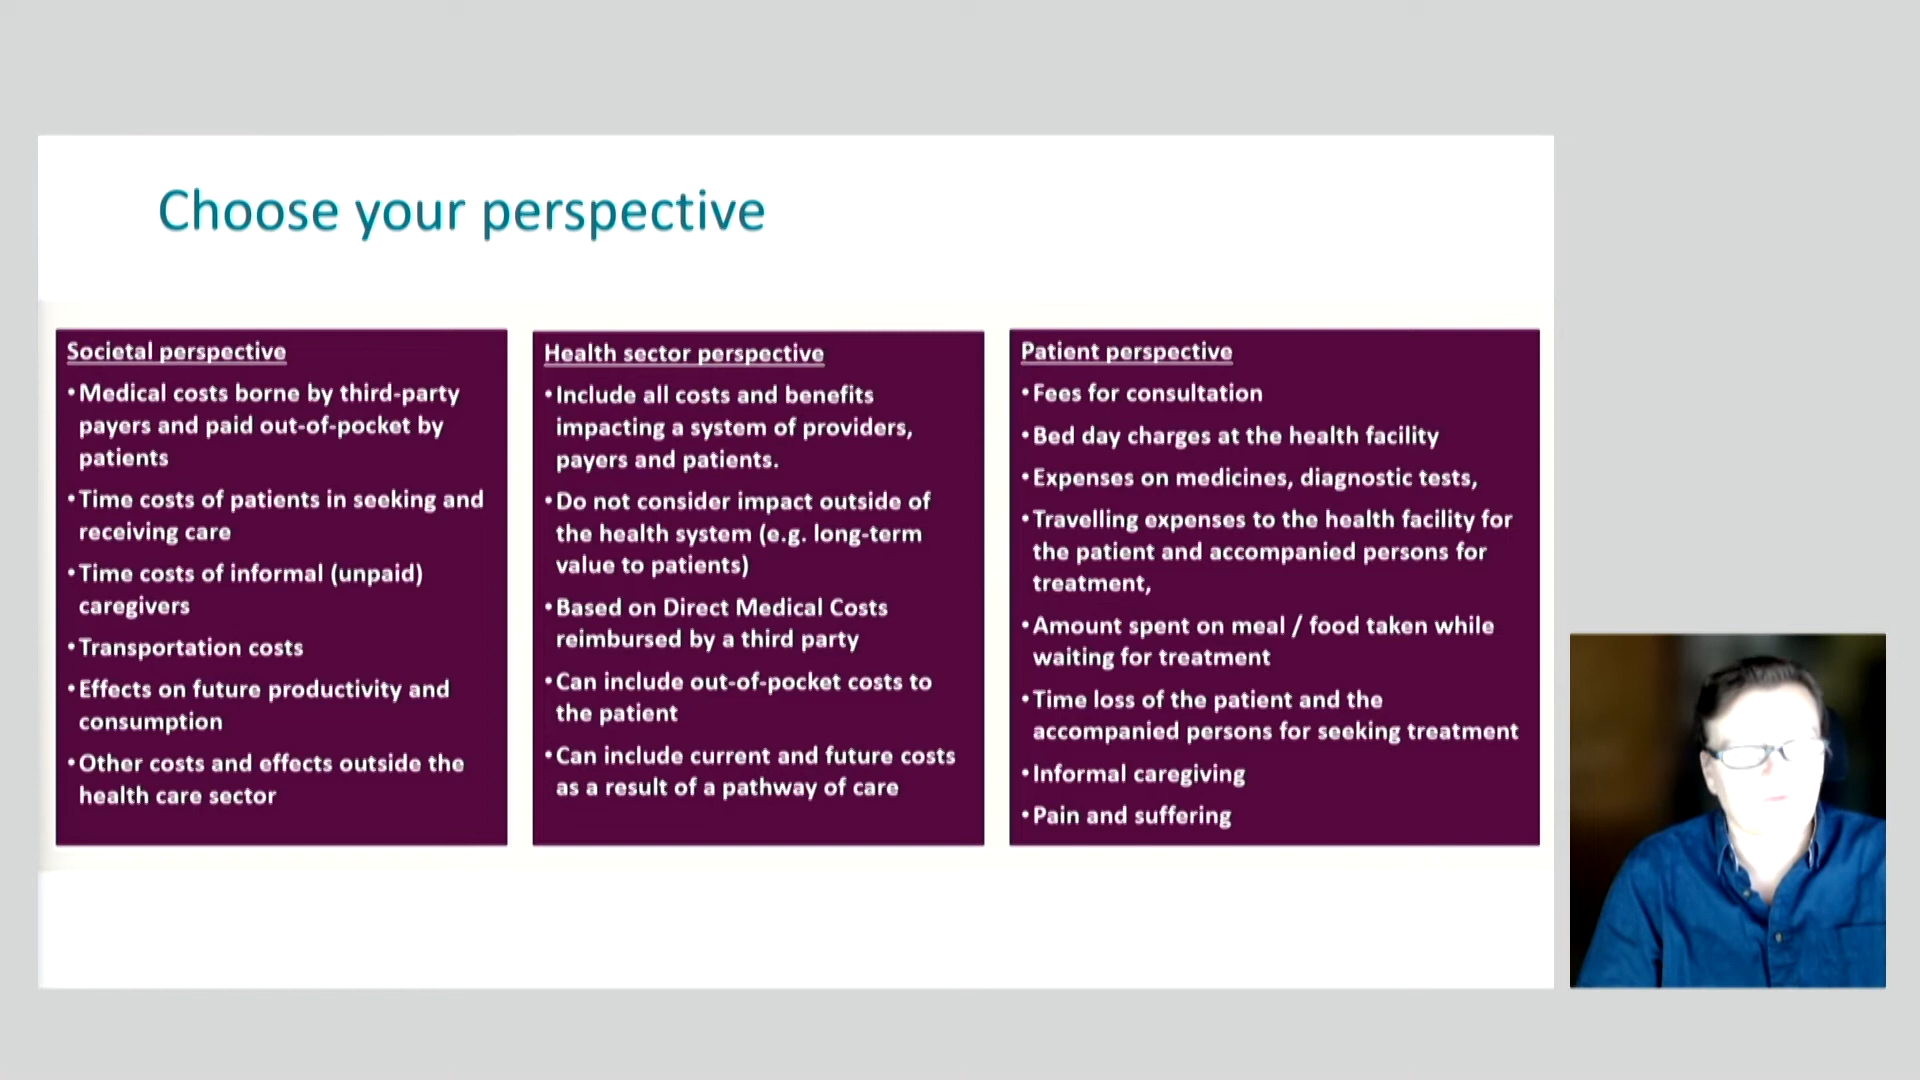 Choose your perspective
Societal perspective
•Medical costs borne by third-party
payers and paid out-of-pocket by
patients
•Time costs of patients in seeking and
receiving care
•Time costs of informal (unpaid)
caregivers
•Transportation costs
•Effects on future productivity and
consumption
•Other costs and effects outside the
health care sector
Health sector perspective
•Include all costs and benefits
impacting a system of providers,
payers and patients.
•Do not consider impact outside of
the health system (e.g. long-term
value to patients)
•Based on Direct Medical Costs
reimbursed by a third party
•Can include out-of-pocket costs to
the patient
•Can include current and future costs
as a result of a pathway of care
Patient perspective
•Fees for consultation
•Bed day charges at the health facility
•Expenses on medicines, diagnostic tests,
•Travelling expenses to the health facility for
the patient and accompanied persons for
treatment,
•Amount spent on meal / food taken while
waiting for treatment
•Time loss of the patient and the
accompanied persons for seeking treatment
•Informal caregiving
•Pain and suffering